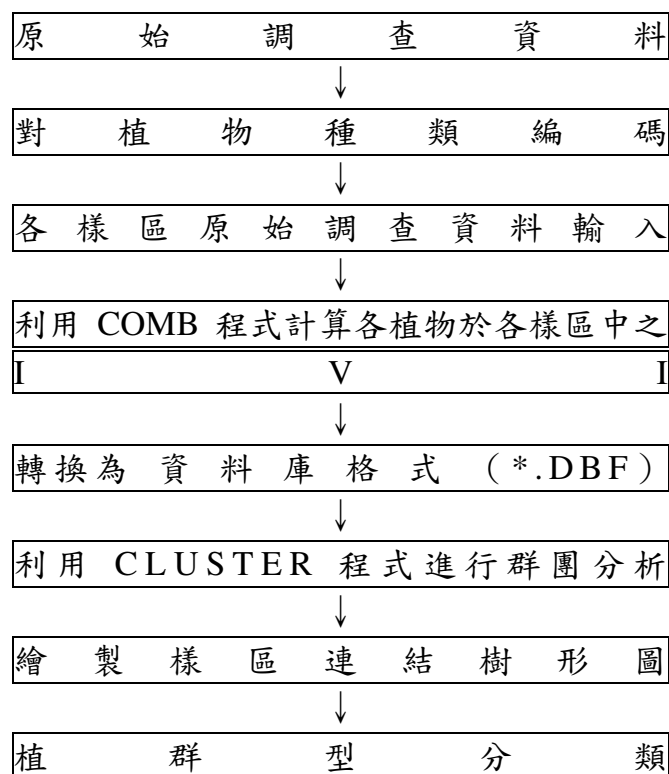 原始調查資料
↓
對植物種類編碼
↓
各樣區原始調查資料輸入
↓
利用 COMB 程式計算各植物於各樣區中之
I V I
↓
轉換為資料庫格式（*.DBF）
↓
利用 CLUSTER 程式進行群團分析
↓
繪製樣區連結樹形圖
↓
植群型分類